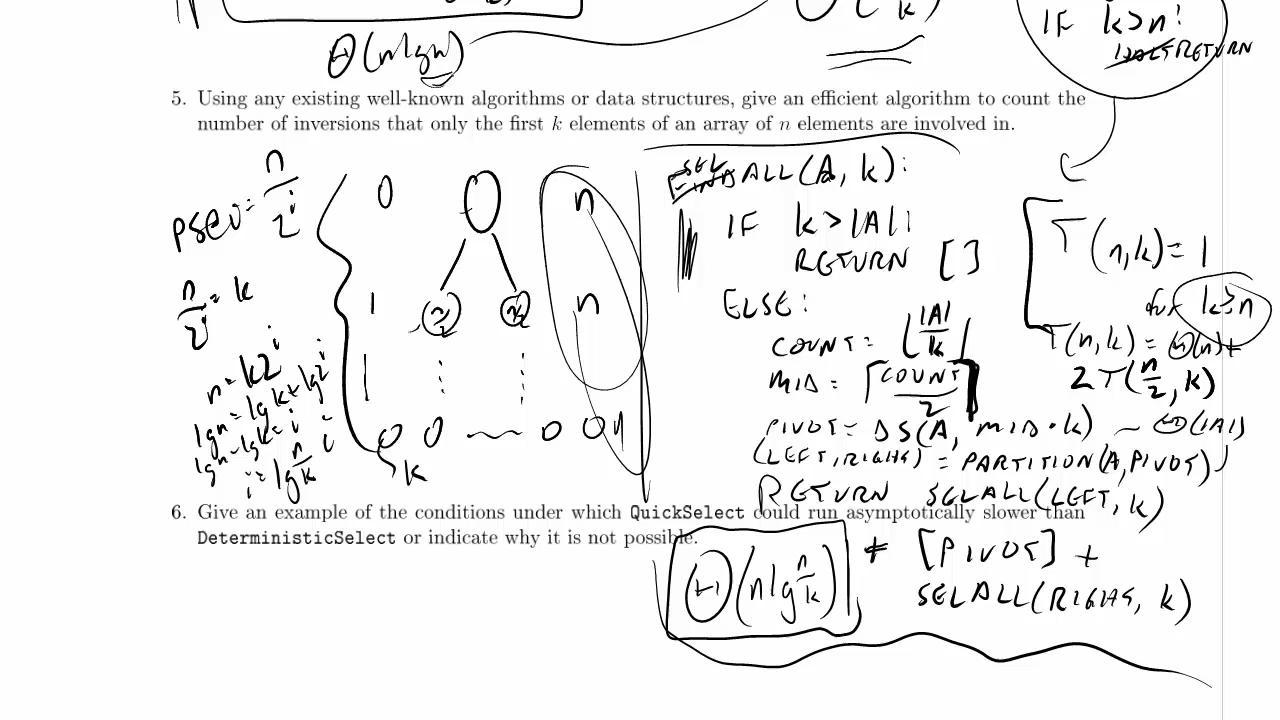 Θ(n lg n)
Θ( k )
IF k>n:
RETURN
5. Using any existing well-known algorithms or data structures, give an efficient algorithm to count the
number of inversions that only the first k elements of an array of n elements are involved in.
PSEU = n/2^i
n/2^i = k
n = k2^i
lg n = lg k + lg 2^i
lg n - lg k = i
i = lg n/k
0 n
1 n/2 n/2 n
k
SELALL(A, k):
IF k > |A|
RETURN []
ELSE:
COUNT = ⌊|A|/k⌋
MID = ⌈COUNT/2⌉
PIVOT = DS(A, MID·k) ~ Θ(|A|)
(LEFT, RIGHT) = PARTITION(A, PIVOT)
RETURN SELALL(LEFT, k)
+ [PIVOT] +
SELALL(RIGHT, k)
T(n,k) = 1
for k>n
T(n,k) = Θ(n) +
2T(n/2, k)
6. Give an example of the conditions under which QuickSelect could run asymptotically slower than
DeterministicSelect or indicate why it is not possible.
Θ(n lg n/k)